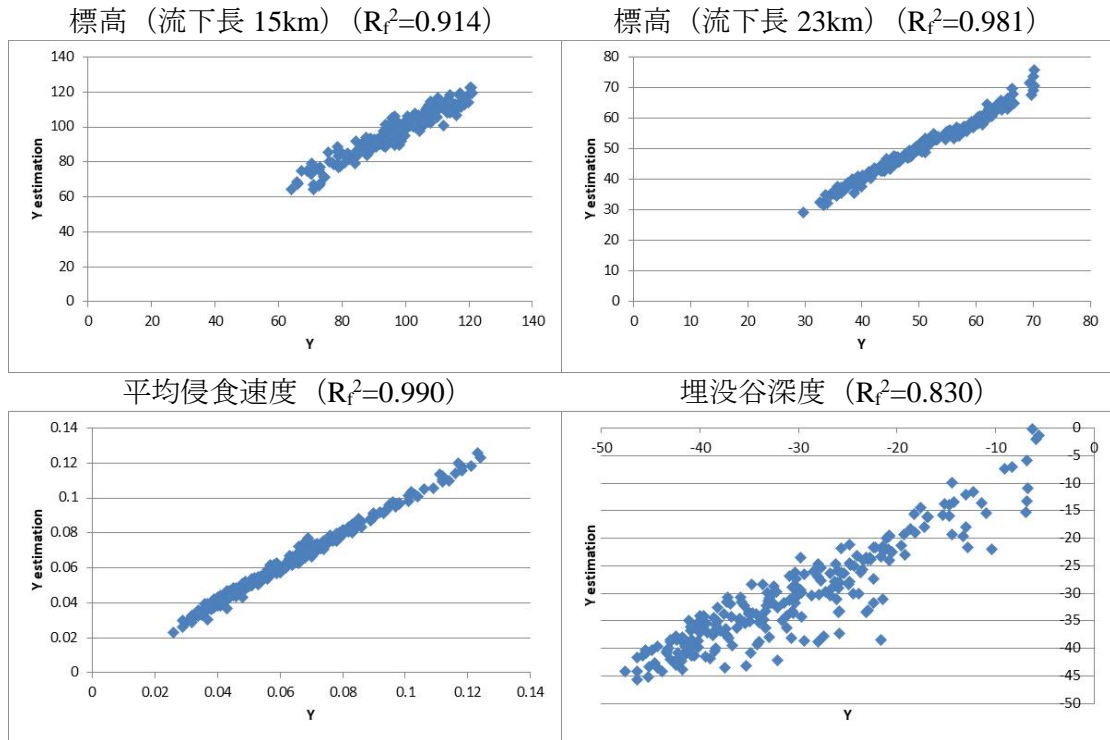 標高（流下長 15km）（Rf²=0.914）
140
120
100
80
60
40
20
0
Y estimation
0 20 40 60 80 100 120 140
Y
標高（流下長 23km）（Rf²=0.981）
80
70
60
50
40
30
20
10
0
Y estimation
0 10 20 30 40 50 60 70 80
Y
平均侵食速度（Rf²=0.990）
0.14
0.12
0.1
0.08
0.06
0.04
0.02
0
Y estimation
0 0.02 0.04 0.06 0.08 0.1 0.12 0.14
Y
埋没谷深度（Rf²=0.830）
-50 -40 -30 -20 -10 0
0
-5
-10
-15
-20
-25
-30
-35
-40
-45
-50
Y estimation
Y